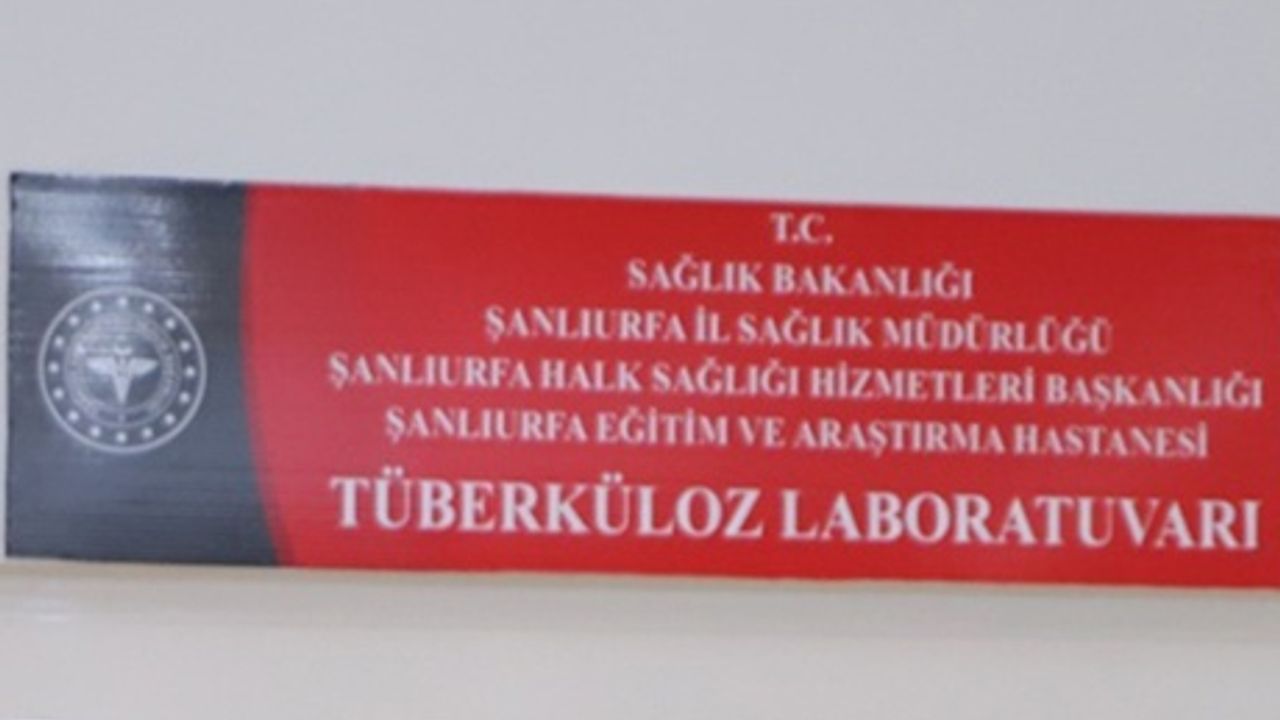 T.C.
SAĞLIK BAKANLIĞI
ŞANLIURFA İL SAĞLIK MÜDÜRLÜĞÜ
ŞANLIURFA HALK SAĞLIĞI HİZMETLERİ BAŞKANLIĞI
ŞANLIURFA EĞİTİM VE ARAŞTIRMA HASTANESİ
TÜBERKÜLOZ LABORATUVARI